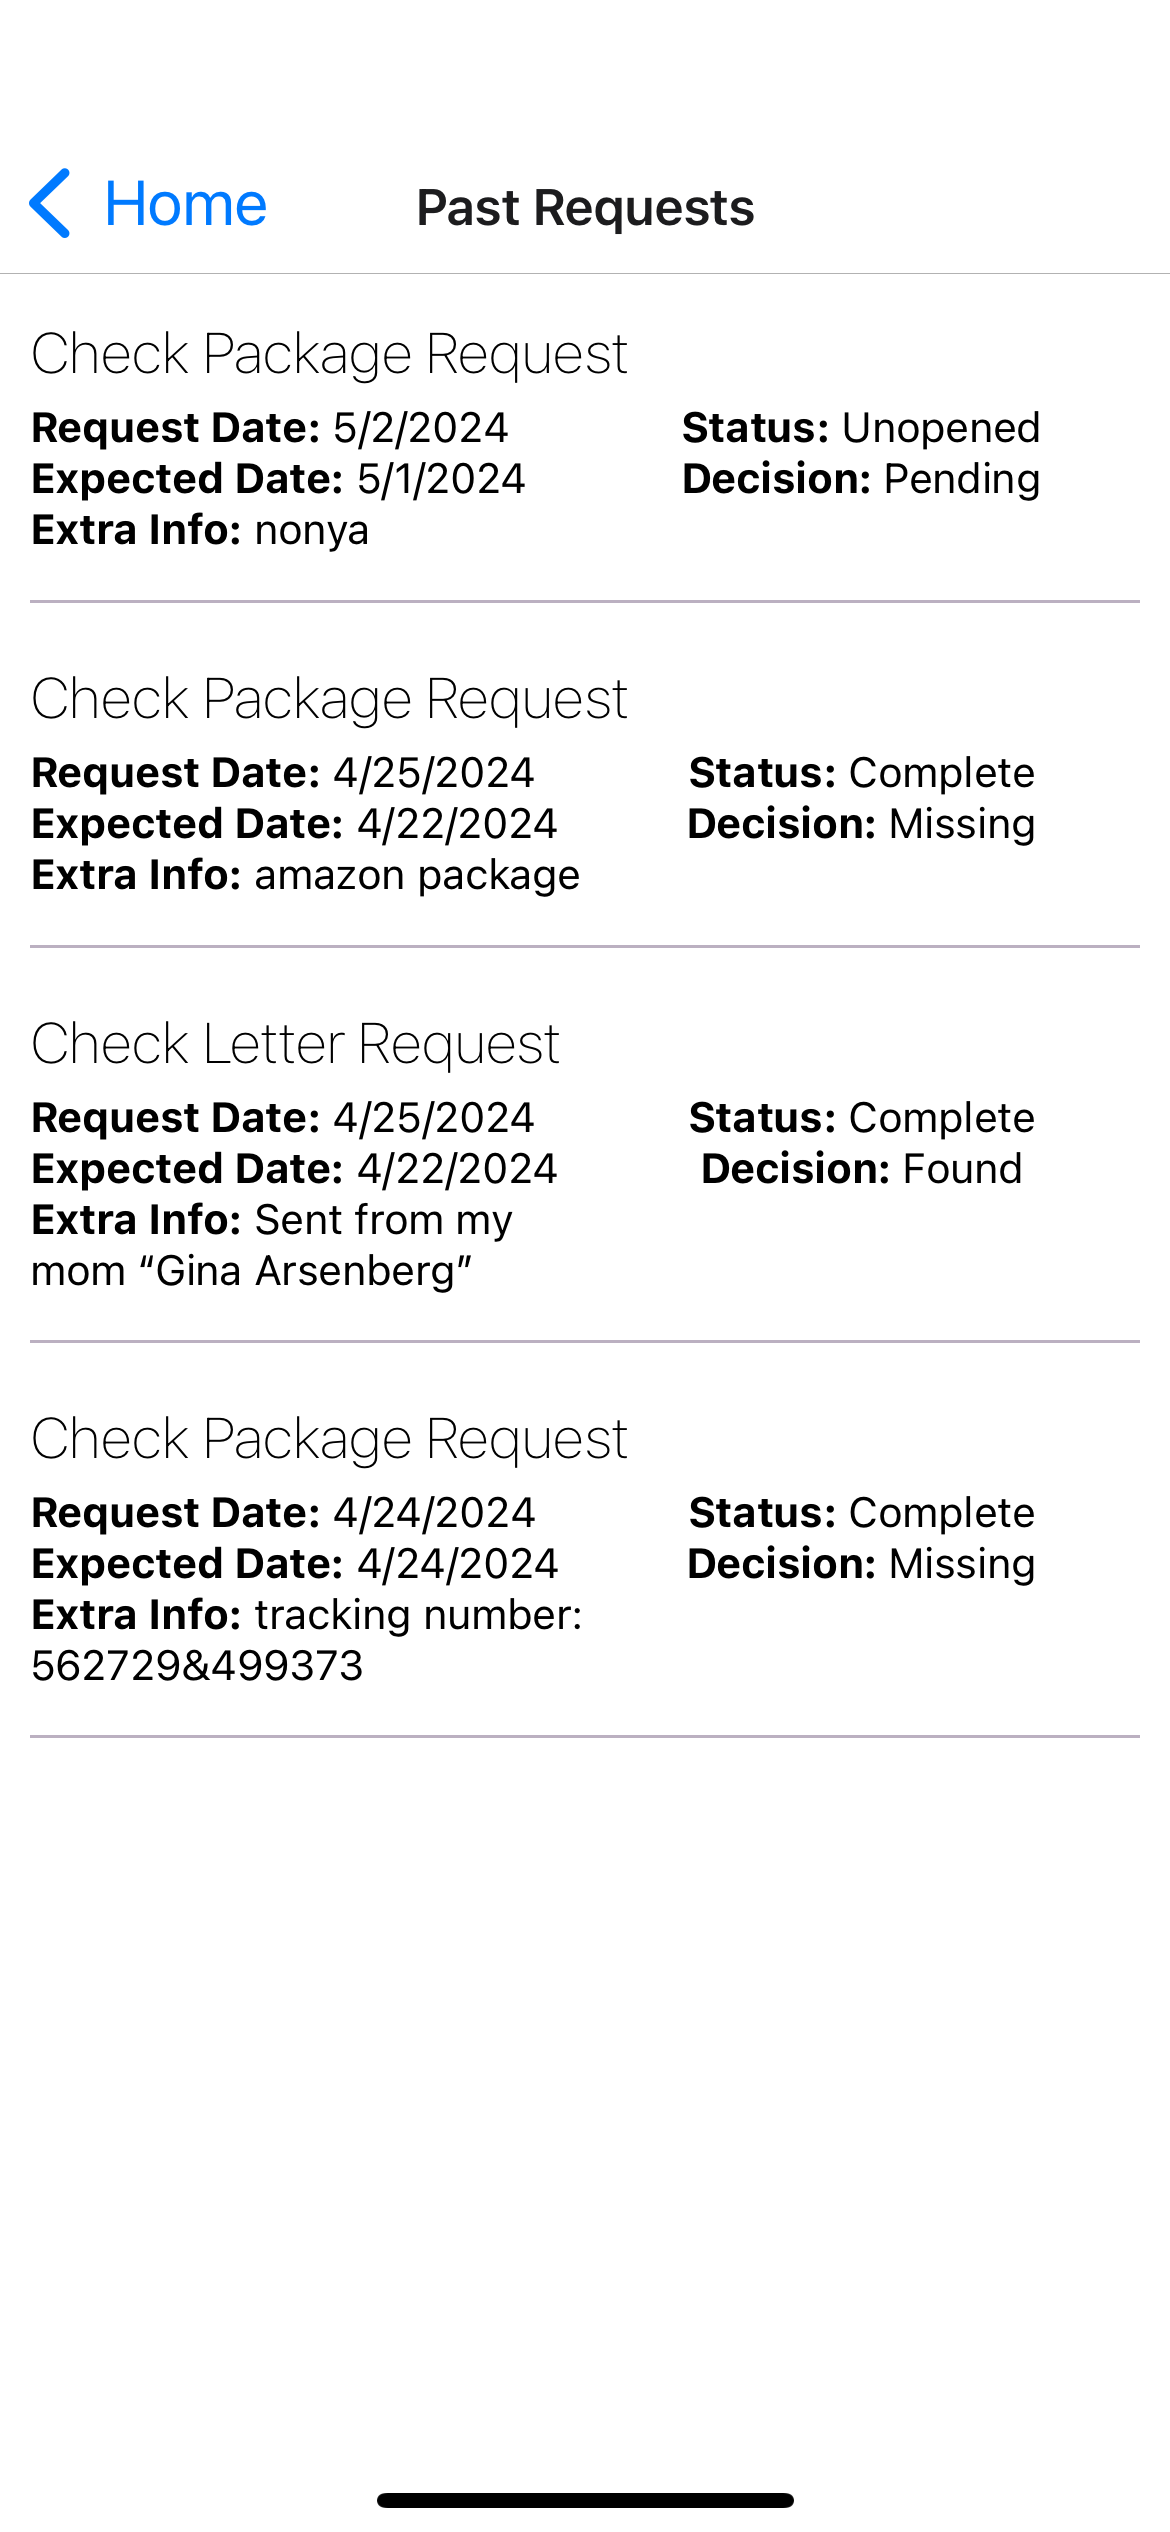 Home
Past Requests
Check Package Request
Request Date: 5/2/2024
Status: Unopened
Expected Date: 5/1/2024
Decision: Pending
Extra Info: nonya
Check Package Request
Request Date: 4/25/2024
Status: Complete
Expected Date: 4/22/2024
Decision: Missing
Extra Info: amazon package
Check Letter Request
Request Date: 4/25/2024
Status: Complete
Expected Date: 4/22/2024
Decision: Found
Extra Info: Sent from my
mom “Gina Arsenberg”
Check Package Request
Request Date: 4/24/2024
Status: Complete
Expected Date: 4/24/2024
Decision: Missing
Extra Info: tracking number:
562729&499373